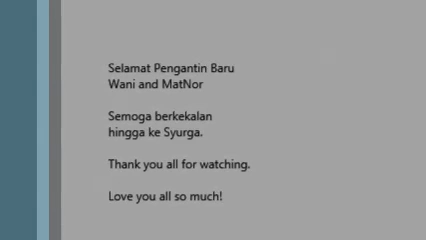 Selamat Pengantin Baru
Wani and MatNor
Semoga berkekalan
hingga ke Syurga.
Thank you all for watching.
Love you all so much!